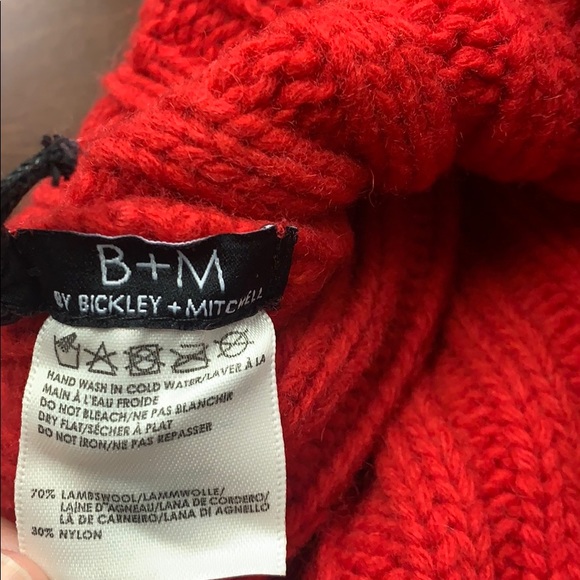 B+M
BY BICKLEY + MITCHELL
HAND WASH IN COLD WATER/LAVER À LA
MAIN À L'EAU FROIDE
DO NOT BLEACH/NE PAS BLANCHIR
DRY FLAT/SÉCHER À PLAT
DO NOT IRON/NE PAS REPASSER
70% LAMBSWOOL/LAMMWOLLE/
LAINE D'AGNEAU/LANA DE CORDERO/
LÃ DE CARNEIRO/LANA DI AGNELLO
30% NYLON